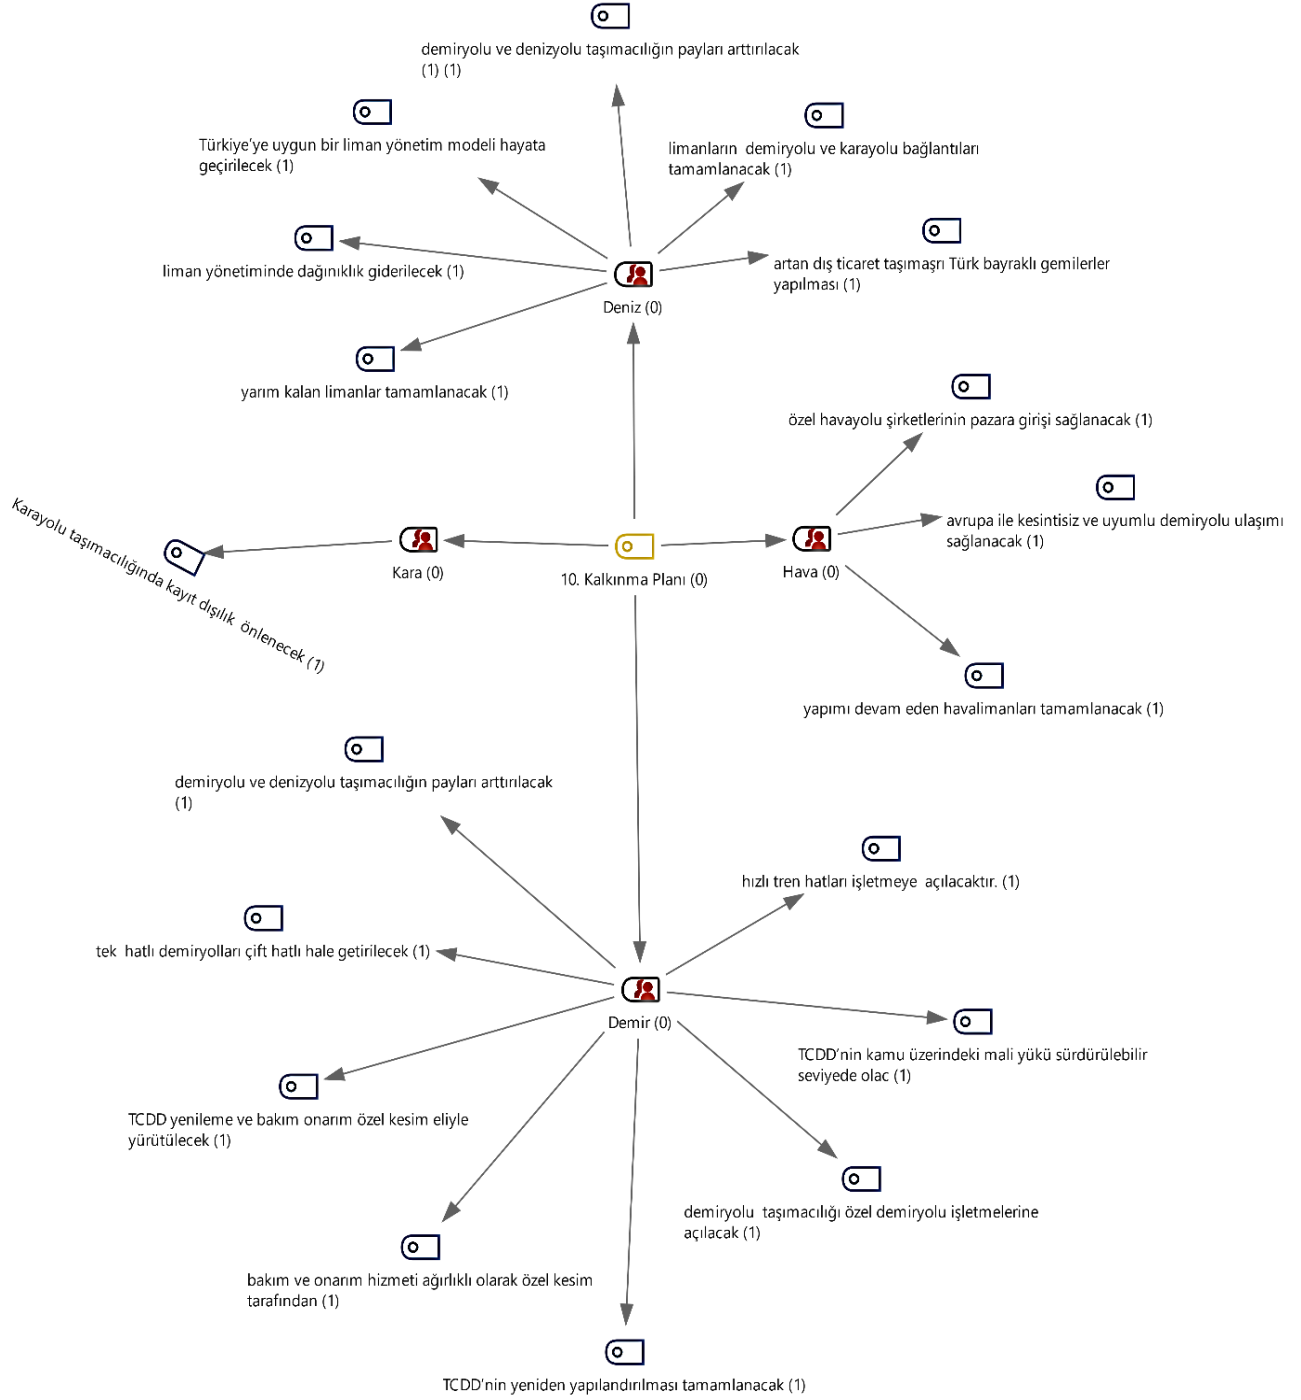 demiryolu ve denizyolu taşımacılığın payları arttırılacak
(1) (1)
Türkiye'ye uygun bir liman yönetim modeli hayata
geçirilecek (1)
limanların  demiryolu ve karayolu bağlantıları
tamamlanacak (1)
liman yönetiminde dağınıklık giderilecek (1)
artan dış ticaret taşımaşrı Türk bayraklı gemilerler
yapılması (1)
Deniz (0)
yarım kalan limanlar tamamlanacak (1)
özel havayolu şirketlerinin pazara girişi sağlanacak (1)
avrupa ile kesintisiz ve uyumlu demiryolu ulaşımı
sağlanacak (1)
Karayolu taşımacılığında kayıt dışılık  önlenecek (1)
Kara (0)
10. Kalkınma Planı (0)
Hava (0)
yapımı devam eden havalimanları tamamlanacak (1)
demiryolu ve denizyolu taşımacılığın payları arttırılacak
(1)
hızlı tren hatları işletmeye  açılacaktır. (1)
tek  hatlı demiryolları çift hatlı hale getirilecek (1)
Demir (0)
TCDD'nin kamu üzerindeki mali yükü sürdürülebilir
seviyede olac (1)
TCDD yenileme ve bakım onarım özel kesim eliyle
yürütülecek (1)
demiryolu  taşımacılığı özel demiryolu işletmelerine
açılacak (1)
bakım ve onarım hizmeti ağırlıklı olarak özel kesim
tarafından (1)
TCDD'nin yeniden yapılandırılması tamamlanacak (1)